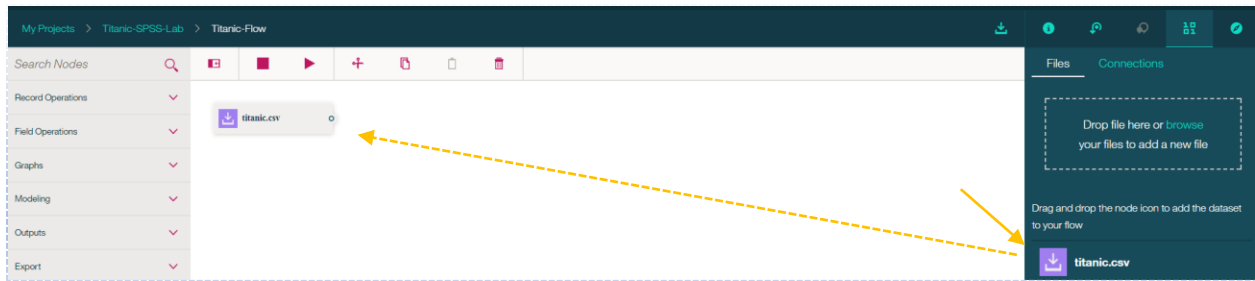 My Projects > Titanic-SPSS-Lab > Titanic-Flow
Search Nodes
Record Operations
Field Operations
Graphs
Modeling
Outputs
Export
titanic.csv
Files Connections
Drop file here or browse
your files to add a new file
Drag and drop the node icon to add the dataset
to your flow
titanic.csv